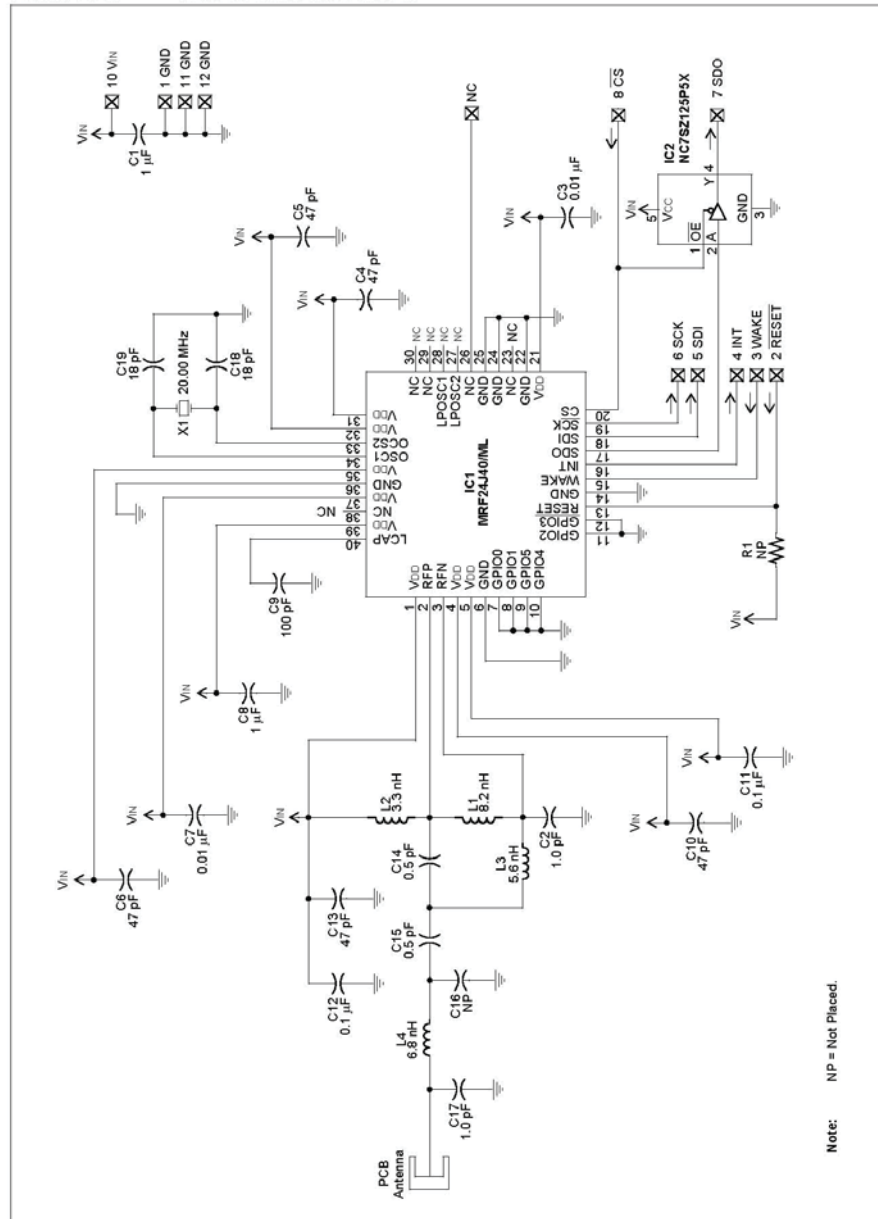 10 VIN
1 GND
11 GND
12 GND
VIN
C1
1 µF
NC
8 CS
7 SDO
IC2
NC7SZ125P5X
VIN
5
VCC
1
OE
2
A
Y
4
GND
3
VIN
C3
0.01 µF
VIN
C5
47 pF
VIN
C4
47 pF
C19
18 pF
X1
20.00 MHz
C18
18 pF
6 SCK
5 SDI
4 INT
3 WAKE
2 RESET
30 NC
29 NC
28 NC
27 NC
26
25
24
23 NC
22
21
NC
NC
LPOSC1
LPOSC2
NC
GND
GND
NC
GND
VDD
31 VDD
32 VDD
33 OCS2
34 OSC1
35 VDD
36 GND
37 VDD
38 NC
NC
39 VDD
40 LCAP
IC1
MRF24J40/ML
20 CS
19 SCK
18 SDI
17 SDO
16 INT
15 WAKE
14 GND
13 RESET
12 GPIO3
11 GPIO2
1 VDD
2 RFP
3 RFN
4 VDD
5 VDD
6 GND
7 GPIO0
8 GPIO1
9 GPIO5
10 GPIO4
R1
NP
VIN
C9
100 pF
VIN
C8
1 µF
VIN
C7
0.01 µF
VIN
C6
47 pF
VIN
L2
3.3 nH
L1
8.2 nH
C14
0.5 pF
L3
5.6 nH
C2
1.0 pF
C13
47 pF
C15
0.5 pF
C12
0.1 µF
C16
NP
L4
6.8 nH
C17
1.0 pF
PCB
Antenna
VIN
C11
0.1 µF
VIN
C10
47 pF
Note: NP = Not Placed.